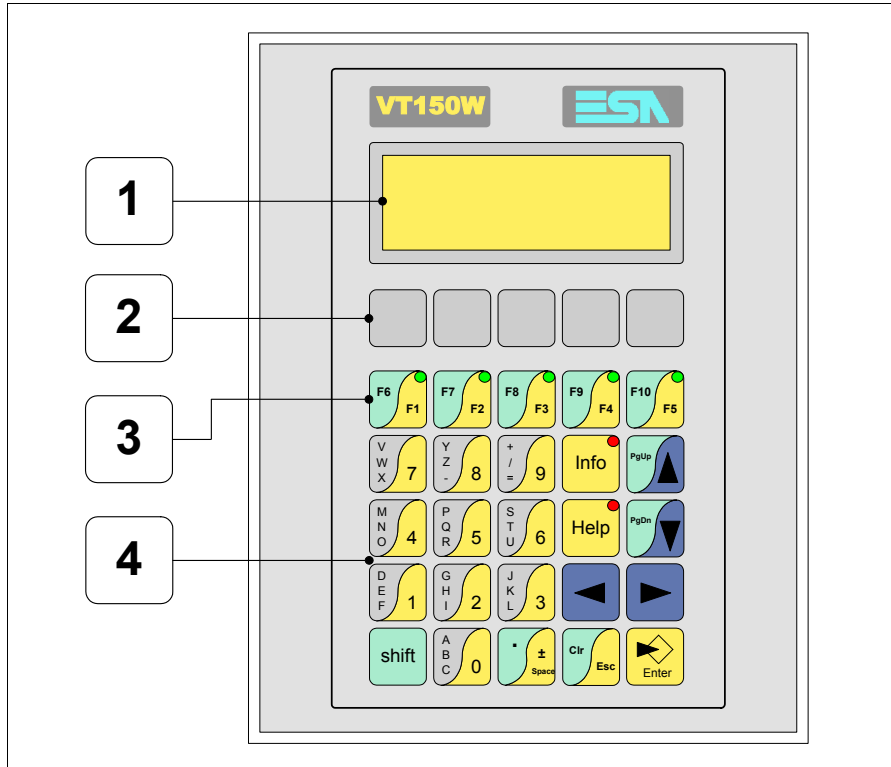 VT150W ESA
1
2
3
F6 F1 F7 F2 F8 F3 F9 F4 F10 F5
V W X 7 Y Z - 8 + / = 9 Info PgUp
4
M N O 4 P Q R 5 S T U 6 Help PgDn
D E F 1 G H I 2 J K L 3
shift A B C 0 . ± Space Clr Esc Enter